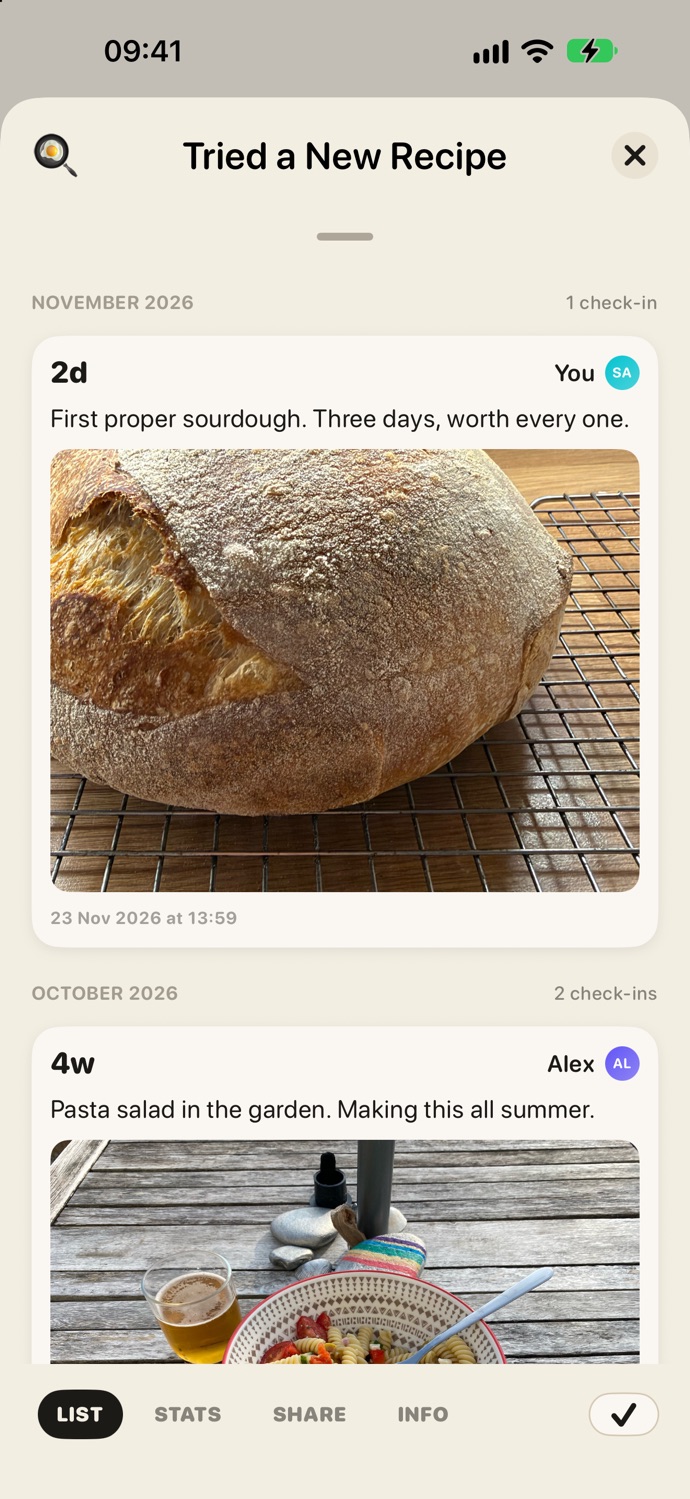 09:41
Tried a New Recipe
NOVEMBER 2026 1 check-in
2d You SA
First proper sourdough. Three days, worth every one.
23 Nov 2026 at 13:59
OCTOBER 2026 2 check-ins
4w Alex AL
Pasta salad in the garden. Making this all summer.
LIST STATS SHARE INFO